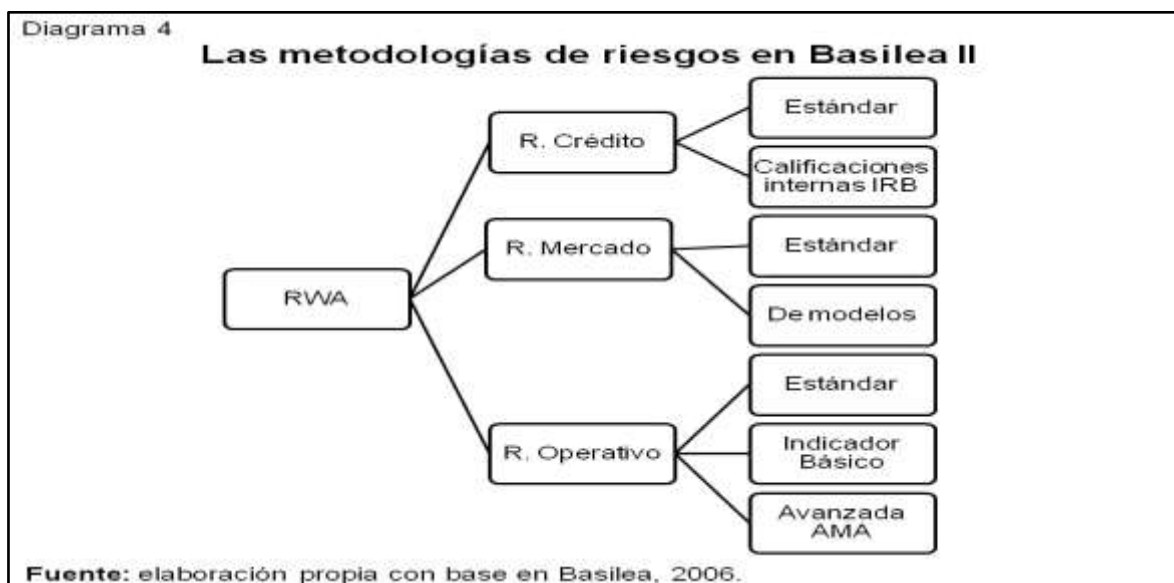 Diagrama 4
Las metodologías de riesgos en Basilea II
RWA
R. Crédito
Estándar
Calificaciones
internas IRB
R. Mercado
Estándar
De modelos
R. Operativo
Estándar
Indicador
Básico
Avanzada
AMA
Fuente: elaboración propia con base en Basilea, 2006.